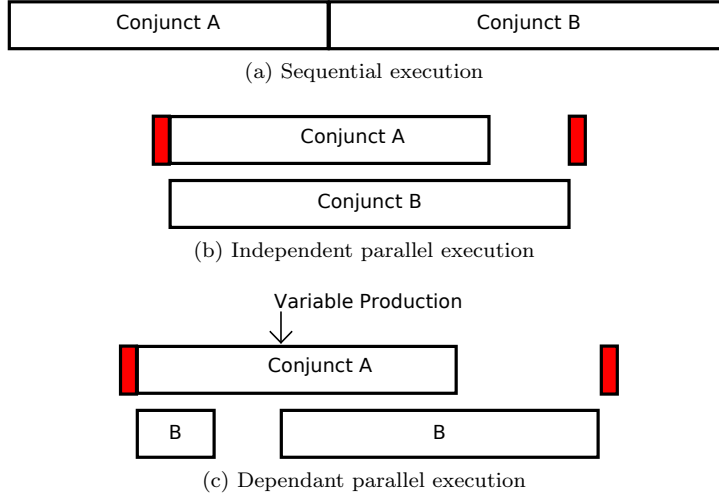 Conjunct A Conjunct B
(a) Sequential execution
Conjunct A
Conjunct B
(b) Independent parallel execution
Variable Production
Conjunct A
B B
(c) Dependant parallel execution